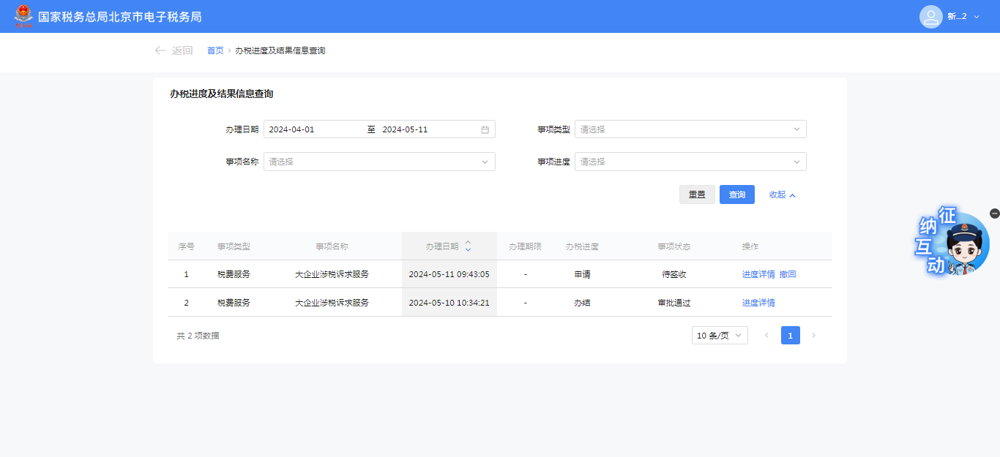 国家税务总局北京市电子税务局
新...2
返回 首页 › 办税进度及结果信息查询
办税进度及结果信息查询
办理日期 2024-04-01 至 2024-05-11 事项类型 请选择
事项名称 请选择 事项进度 请选择
重置 查询 收起
征纳互动
序号 事项类型 事项名称 办理日期 办理期限 办税进度 事项状态 操作
1 税费服务 大企业涉税诉求服务 2024-05-11 09:43:05 - 申请 待签收 进度详情 撤回
2 税费服务 大企业涉税诉求服务 2024-05-10 10:34:21 - 办结 审批通过 进度详情
共 2 项数据 10 条/页 1